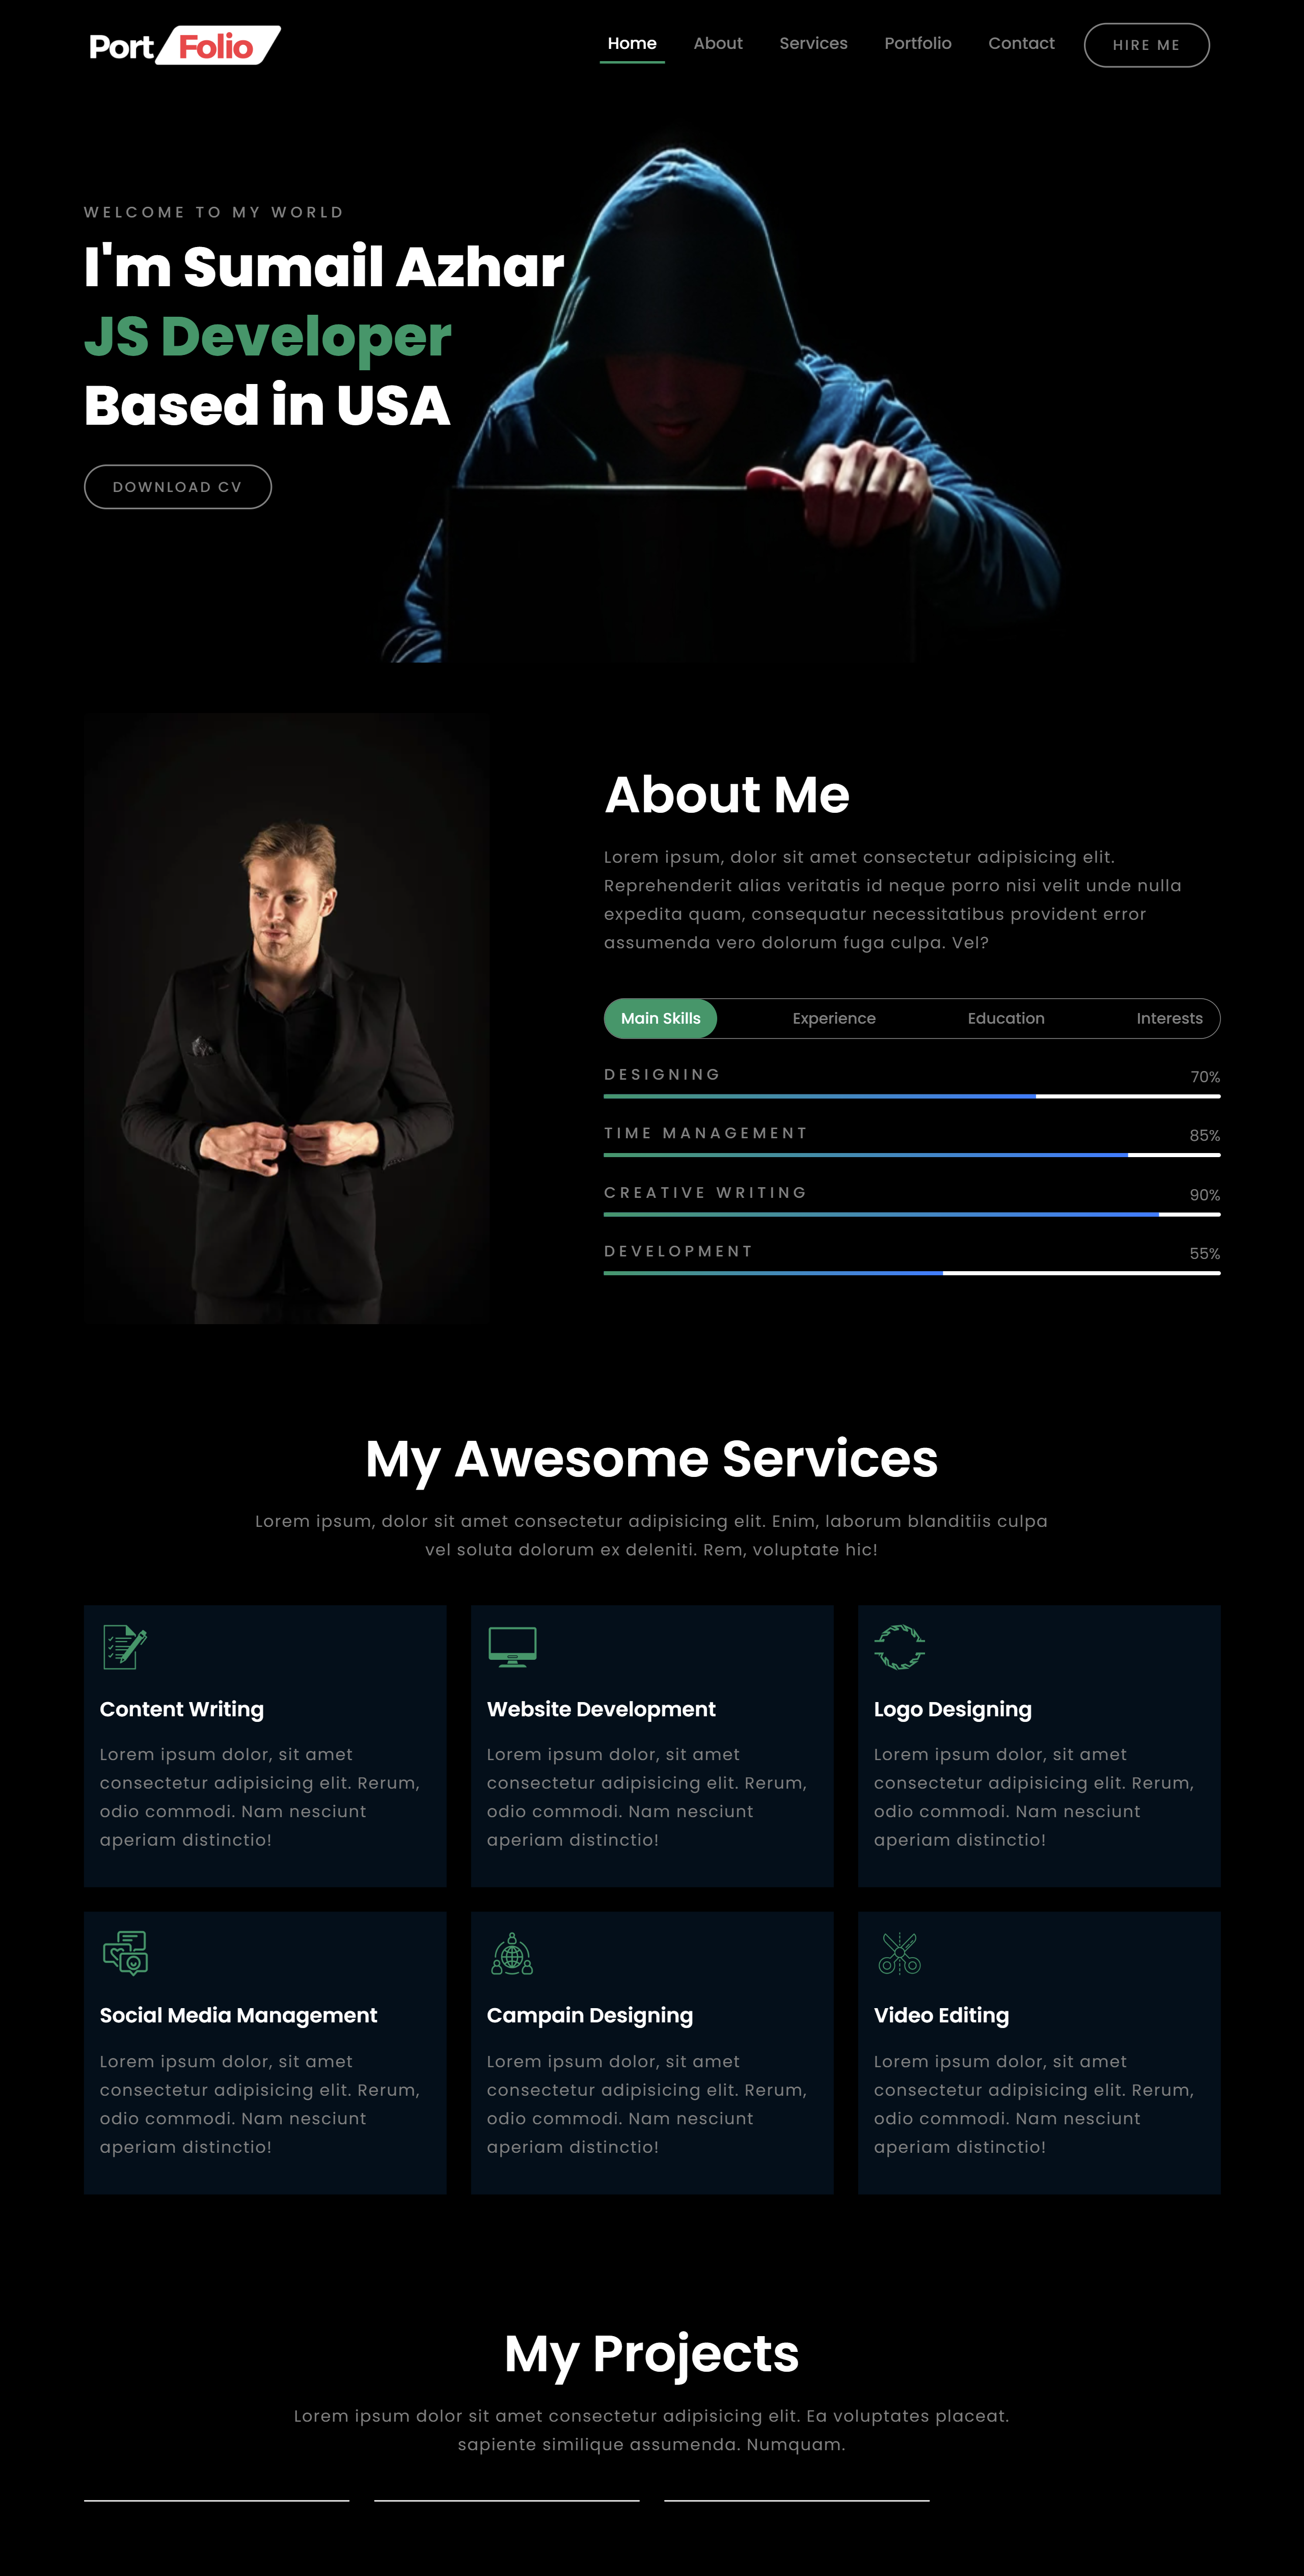 Port Folio
Home About Services Portfolio Contact HIRE ME
WELCOME TO MY WORLD
I'm Sumail Azhar
JS Developer
Based in USA
DOWNLOAD CV
About Me
Lorem ipsum, dolor sit amet consectetur adipisicing elit.
Reprehenderit alias veritatis id neque porro nisi velit unde nulla
expedita quam, consequatur necessitatibus provident error
assumenda vero dolorum fuga culpa. Vel?
Main Skills Experience Education Interests
DESIGNING 70%
TIME MANAGEMENT 85%
CREATIVE WRITING 90%
DEVELOPMENT 55%
My Awesome Services
Lorem ipsum, dolor sit amet consectetur adipisicing elit. Enim, laborum blanditiis culpa
vel soluta dolorum ex deleniti. Rem, voluptate hic!
Content Writing
Lorem ipsum dolor, sit amet
consectetur adipisicing elit. Rerum,
odio commodi. Nam nesciunt
aperiam distinctio!
Website Development
Lorem ipsum dolor, sit amet
consectetur adipisicing elit. Rerum,
odio commodi. Nam nesciunt
aperiam distinctio!
Logo Designing
Lorem ipsum dolor, sit amet
consectetur adipisicing elit. Rerum,
odio commodi. Nam nesciunt
aperiam distinctio!
Social Media Management
Lorem ipsum dolor, sit amet
consectetur adipisicing elit. Rerum,
odio commodi. Nam nesciunt
aperiam distinctio!
Campain Designing
Lorem ipsum dolor, sit amet
consectetur adipisicing elit. Rerum,
odio commodi. Nam nesciunt
aperiam distinctio!
Video Editing
Lorem ipsum dolor, sit amet
consectetur adipisicing elit. Rerum,
odio commodi. Nam nesciunt
aperiam distinctio!
My Projects
Lorem ipsum dolor sit amet consectetur adipisicing elit. Ea voluptates placeat.
sapiente similique assumenda. Numquam.